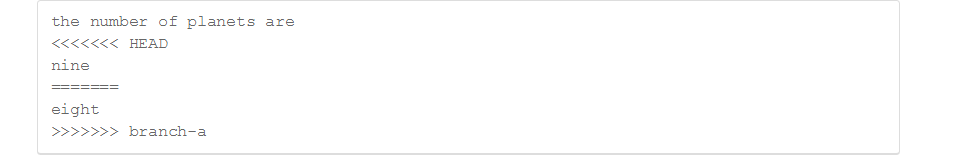 the number of planets are
<<<<<<< HEAD
nine
=======
eight
>>>>>>> branch-a